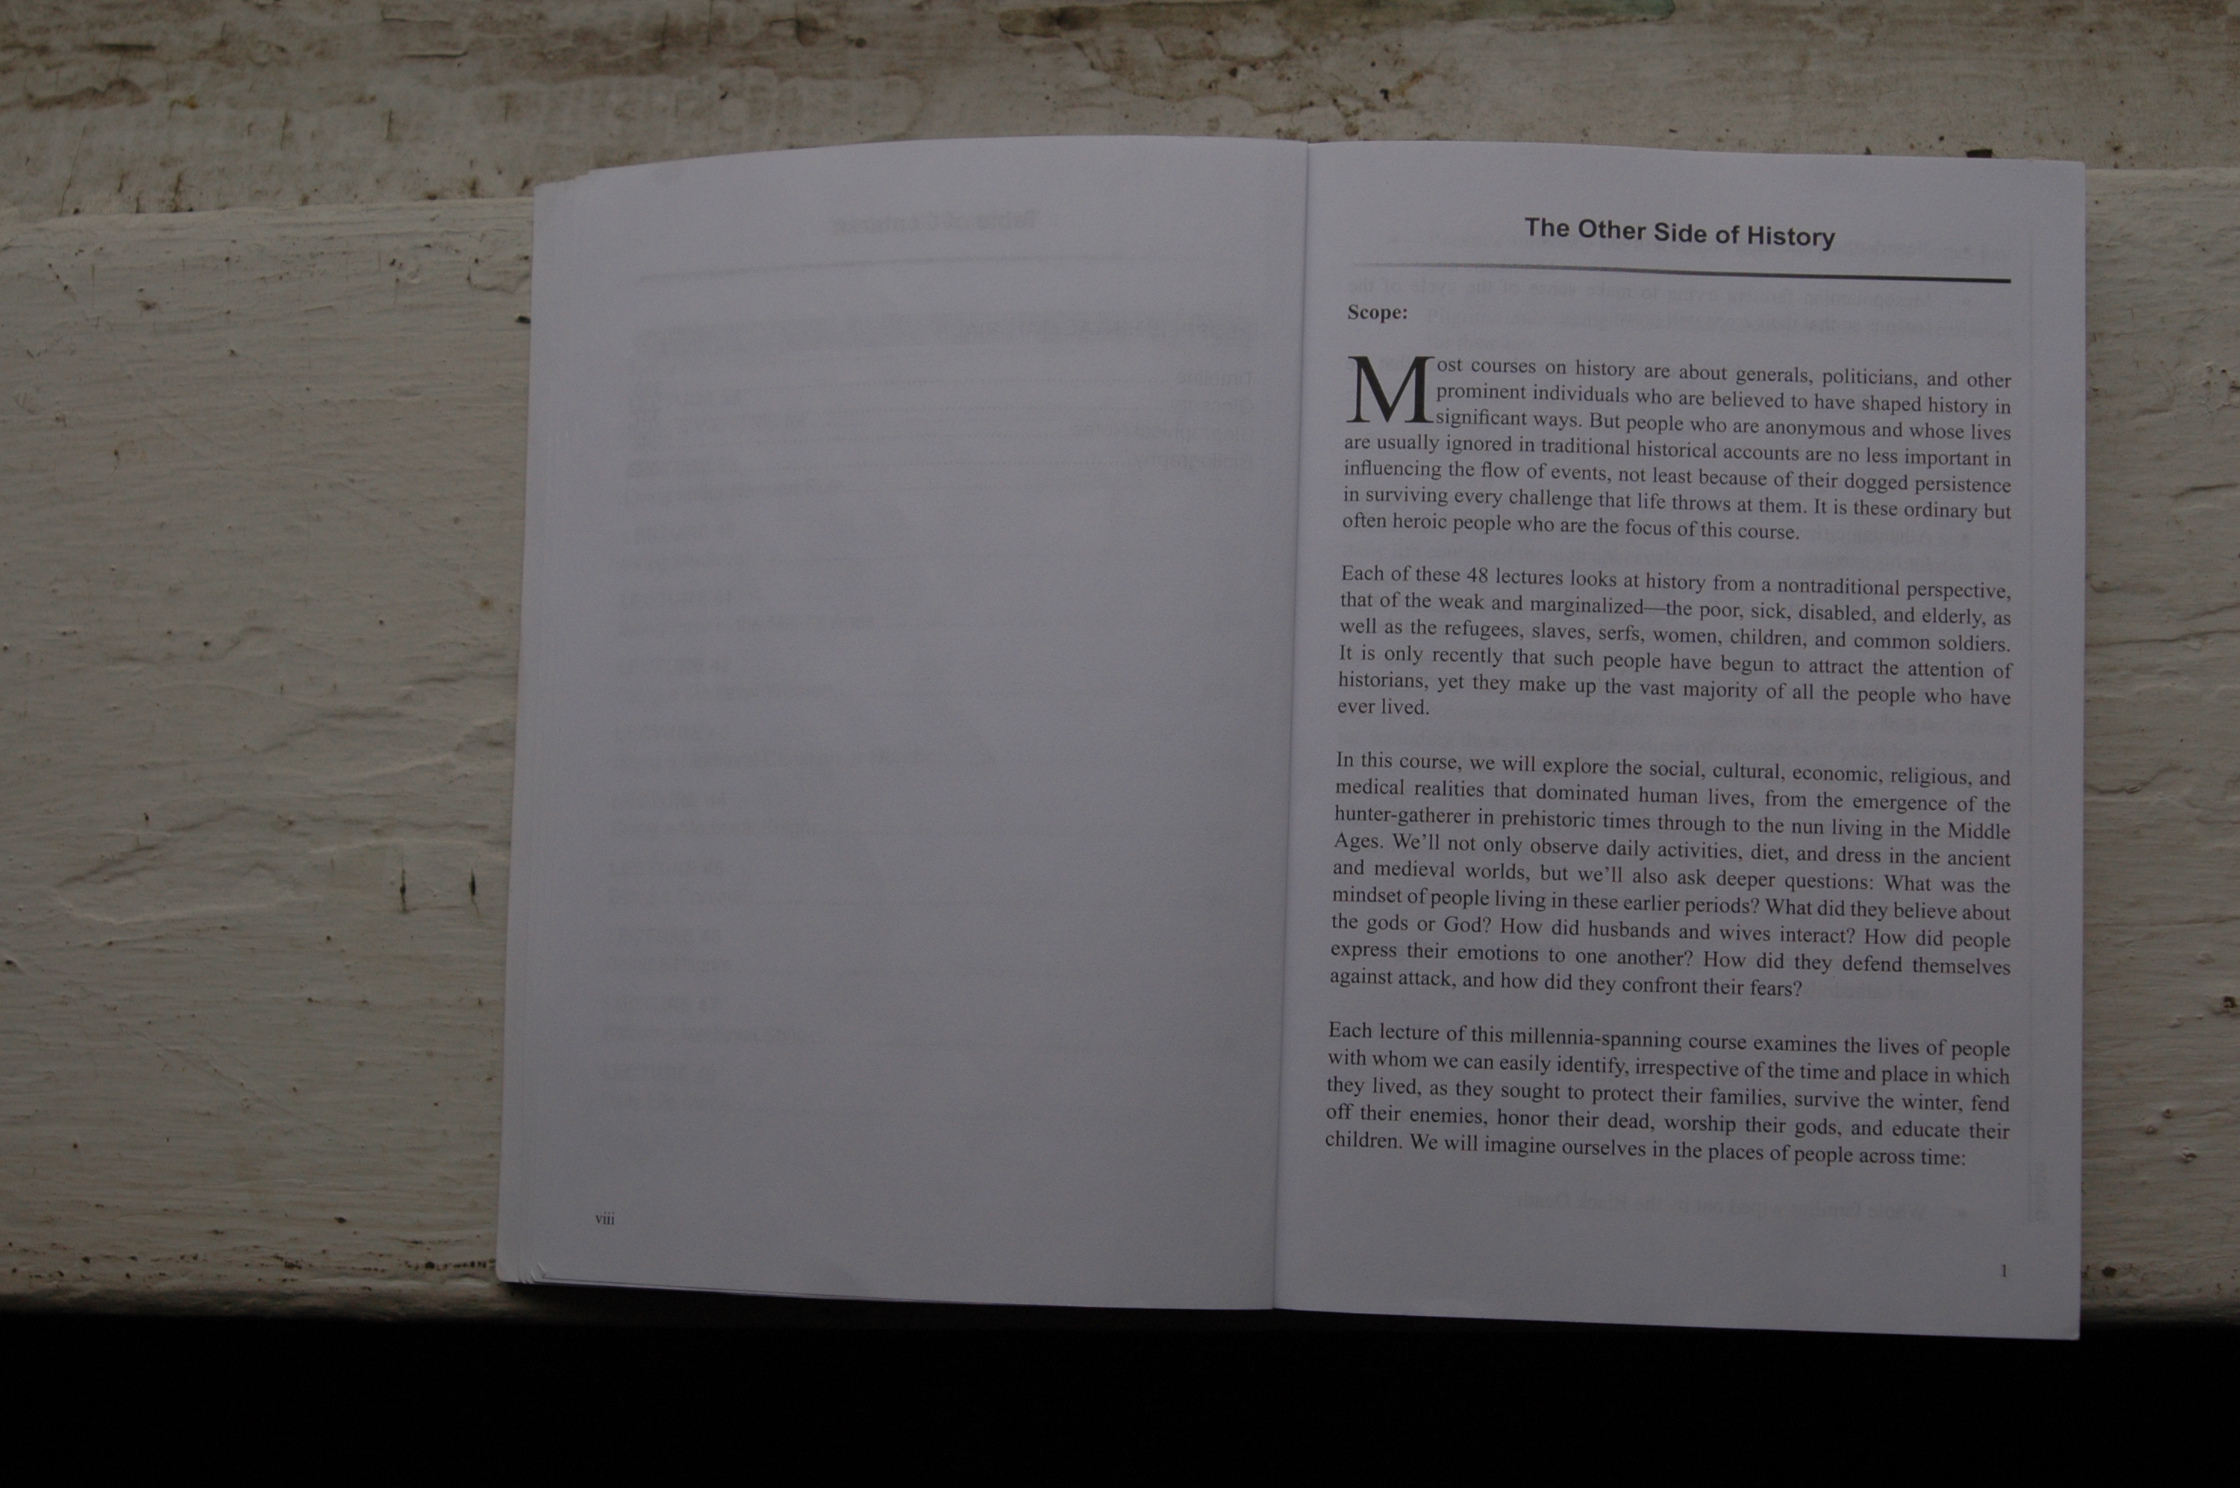 viii
The Other Side of History
Scope:
Most courses on history are about generals, politicians, and other
prominent individuals who are believed to have shaped history in
significant ways. But people who are anonymous and whose lives
are usually ignored in traditional historical accounts are no less important in
influencing the flow of events, not least because of their dogged persistence
in surviving every challenge that life throws at them. It is these ordinary but
often heroic people who are the focus of this course.
Each of these 48 lectures looks at history from a nontraditional perspective,
that of the weak and marginalized—the poor, sick, disabled, and elderly, as
well as the refugees, slaves, serfs, women, children, and common soldiers.
It is only recently that such people have begun to attract the attention of
historians, yet they make up the vast majority of all the people who have
ever lived.
In this course, we will explore the social, cultural, economic, religious, and
medical realities that dominated human lives, from the emergence of the
hunter-gatherer in prehistoric times through to the nun living in the Middle
Ages. We'll not only observe daily activities, diet, and dress in the ancient
and medieval worlds, but we'll also ask deeper questions: What was the
mindset of people living in these earlier periods? What did they believe about
the gods or God? How did husbands and wives interact? How did people
express their emotions to one another? How did they defend themselves
against attack, and how did they confront their fears?
Each lecture of this millennia-spanning course examines the lives of people
with whom we can easily identify, irrespective of the time and place in which
they lived, as they sought to protect their families, survive the winter, fend
off their enemies, honor their dead, worship their gods, and educate their
children. We will imagine ourselves in the places of people across time:
1